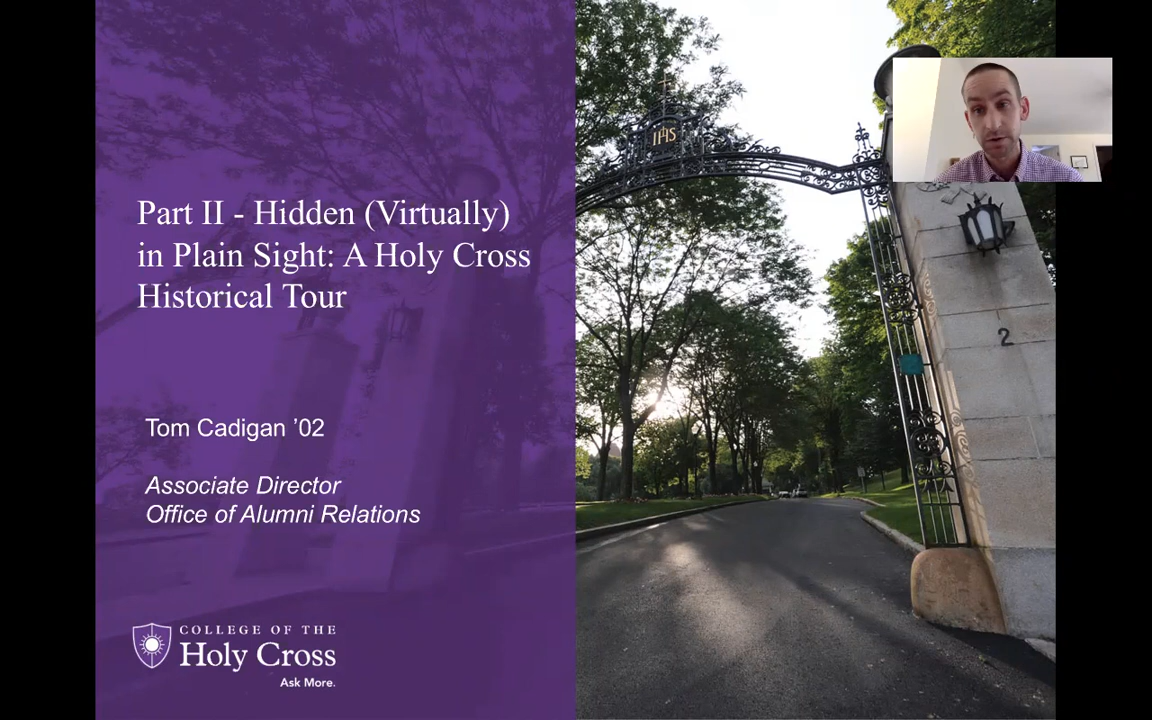 Part II - Hidden (Virtually)
in Plain Sight: A Holy Cross
Historical Tour
Tom Cadigan ’02
Associate Director
Office of Alumni Relations
COLLEGE OF THE
Holy Cross
Ask More.
IHS
2